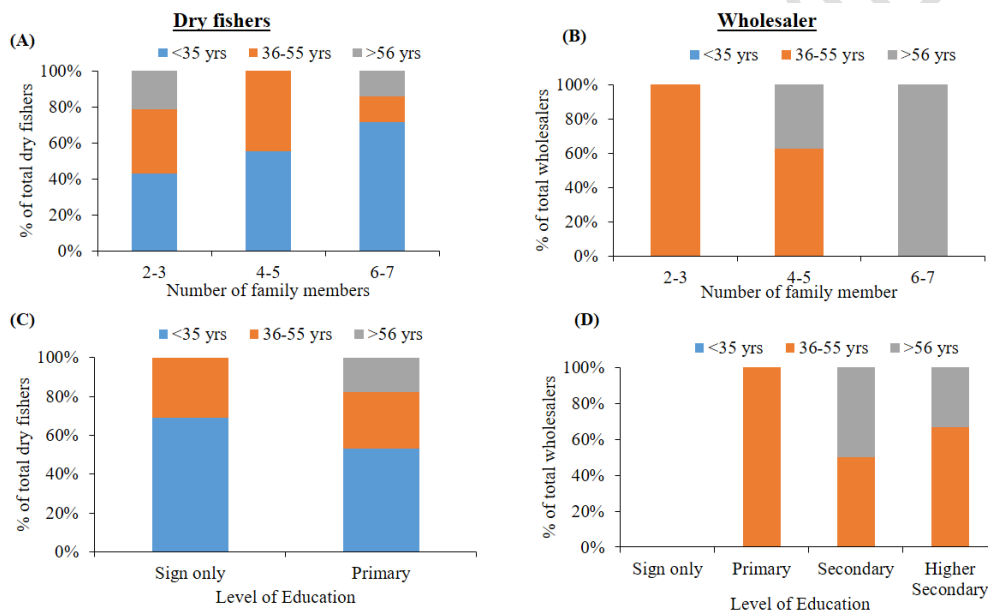 Dry fishers
Wholesaler
(A)
<35 yrs 36-55 yrs >56 yrs
100%
80%
60%
40%
20%
0%
% of total dry fishers
2-3 4-5 6-7
Number of family members
(B)
<35 yrs 36-55 yrs >56 yrs
100%
80%
60%
40%
20%
0%
% of total wholesalers
2-3 4-5 6-7
Number of family member
(C)
<35 yrs 36-55 yrs >56 yrs
100%
80%
60%
40%
20%
0%
% of total dry fishers
Sign only Primary
Level of Education
(D)
<35 yrs 36-55 yrs >56 yrs
100%
80%
60%
40%
20%
0%
% of total wholesalers
Sign only Primary Secondary Higher
Secondary
Level of Education